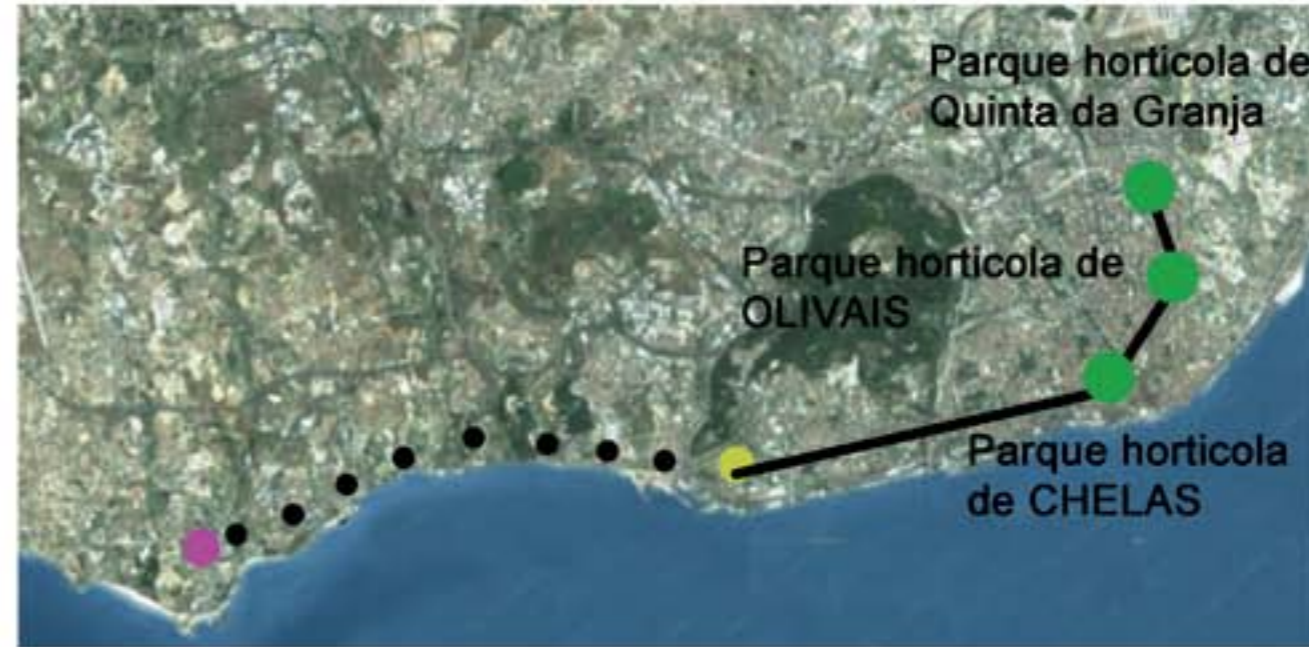 Parque horticola de
Quinta da Granja
Parque horticola de
OLIVAIS
Parque horticola
de CHELAS